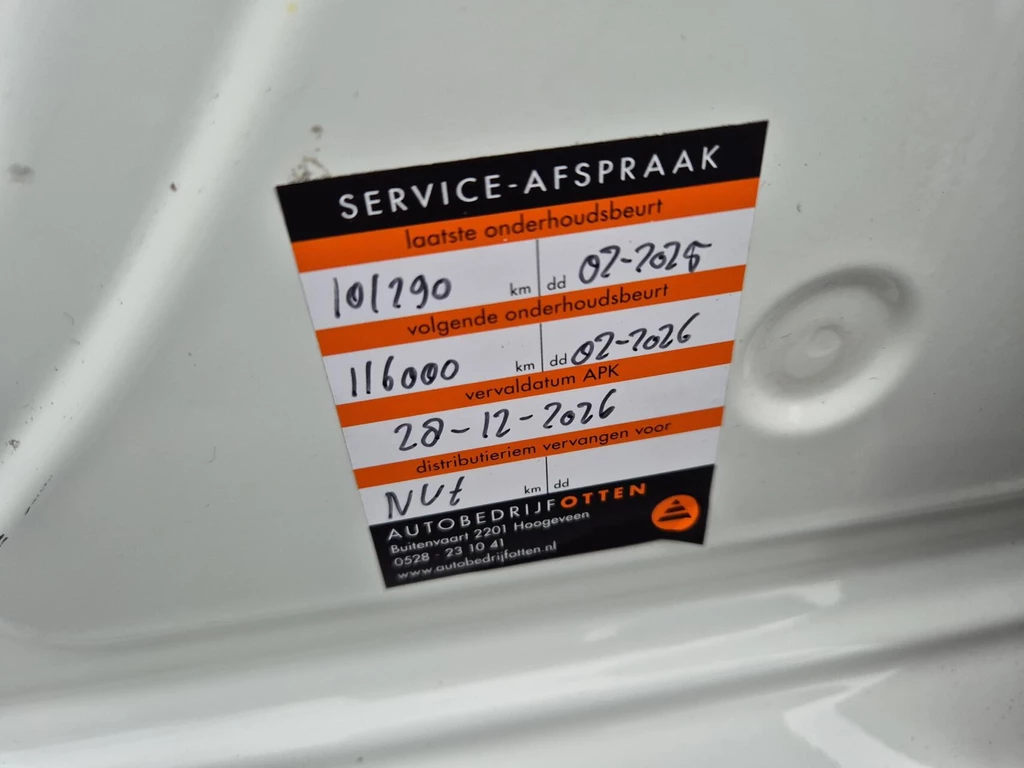 SERVICE-AFSPRAAK
laatste onderhoudsbeurt
101290 km dd 02-2025
volgende onderhoudsbeurt
116000 km dd 02-2026
vervaldatum APK
28-12-2026
distributieriem vervangen voor
NVt km dd
AUTOBEDRIJFOTTEN
Buitenvaart 2201 Hoogeveen
0528 - 23 10 41
www.autobedrijfotten.nl